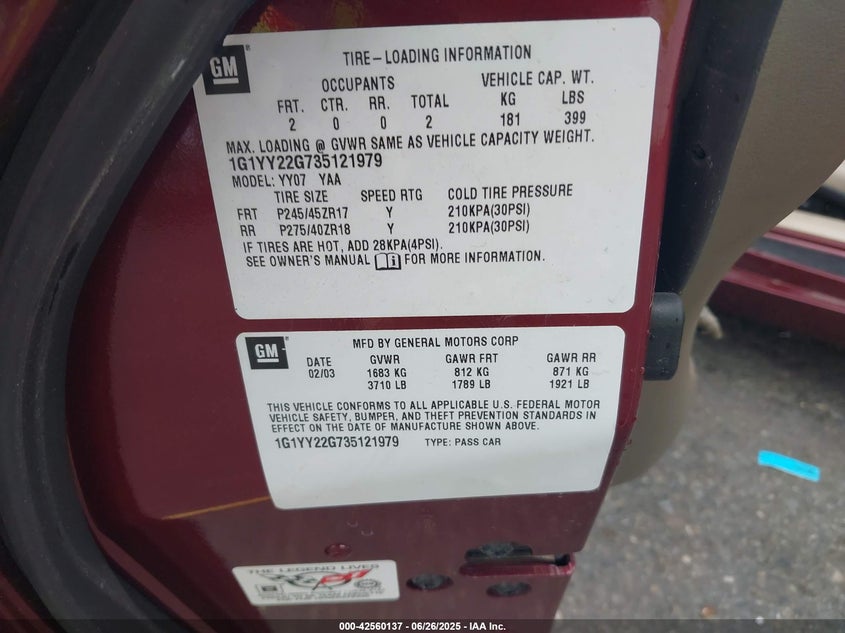 GM
TIRE-LOADING INFORMATION
OCCUPANTS VEHICLE CAP. WT.
FRT. CTR. RR. TOTAL KG LBS
2 0 0 2 181 399
MAX. LOADING @ GVWR SAME AS VEHICLE CAPACITY WEIGHT.
1G1YY22G735121979
MODEL: YY07 YAA
TIRE SIZE SPEED RTG COLD TIRE PRESSURE
FRT P245/45ZR17 Y 210KPA(30PSI)
RR P275/40ZR18 Y 210KPA(30PSI)
IF TIRES ARE HOT, ADD 28KPA(4PSI).
SEE OWNER'S MANUAL FOR MORE INFORMATION.
GM
MFD BY GENERAL MOTORS CORP
DATE GVWR GAWR FRT GAWR RR
02/03 1683 KG 812 KG 871 KG
3710 LB 1789 LB 1921 LB
THIS VEHICLE CONFORMS TO ALL APPLICABLE U.S. FEDERAL MOTOR
VEHICLE SAFETY, BUMPER, AND THEFT PREVENTION STANDARDS IN
EFFECT ON THE DATE OF MANUFACTURE SHOWN ABOVE.
1G1YY22G735121979 TYPE: PASS CAR
THE LEGEND LIVES
000-42560137 - 06/26/2025 - IAA Inc.